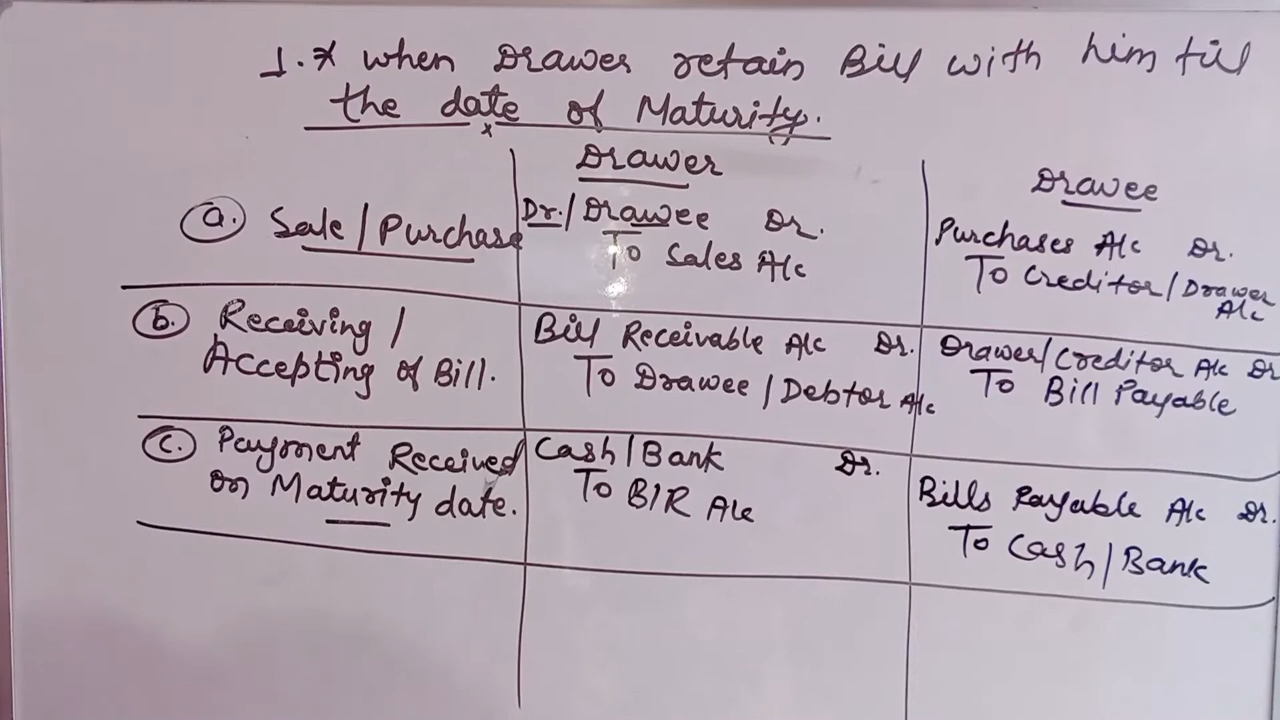 1.* when Drawer retain Bill with him till
the date of Maturity.
Drawer
Drawee
a. Sale/Purchase
Dr./Drawee Dr.
To Sales A/c
Purchases A/c Dr.
To Creditor/Drawer
A/c
b. Receiving/
Accepting of Bill.
Bill Receivable A/c Dr.
To Drawee/Debtor A/c
Drawer/Creditor A/c Dr
To Bill Payable
c. Payment Received
on Maturity date.
Cash/Bank Dr.
To B/R A/c
Bills Payable A/c Dr.
To Cash/Bank